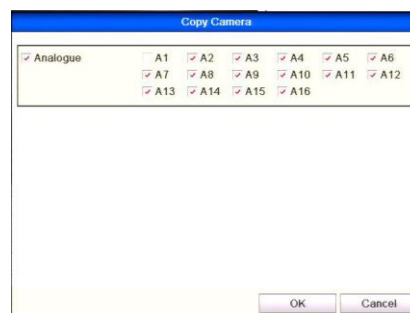 Copy Camera
Analogue A1 A2 A3 A4 A5 A6
A7 A8 A9 A10 A11 A12
A13 A14 A15 A16
OK Cancel